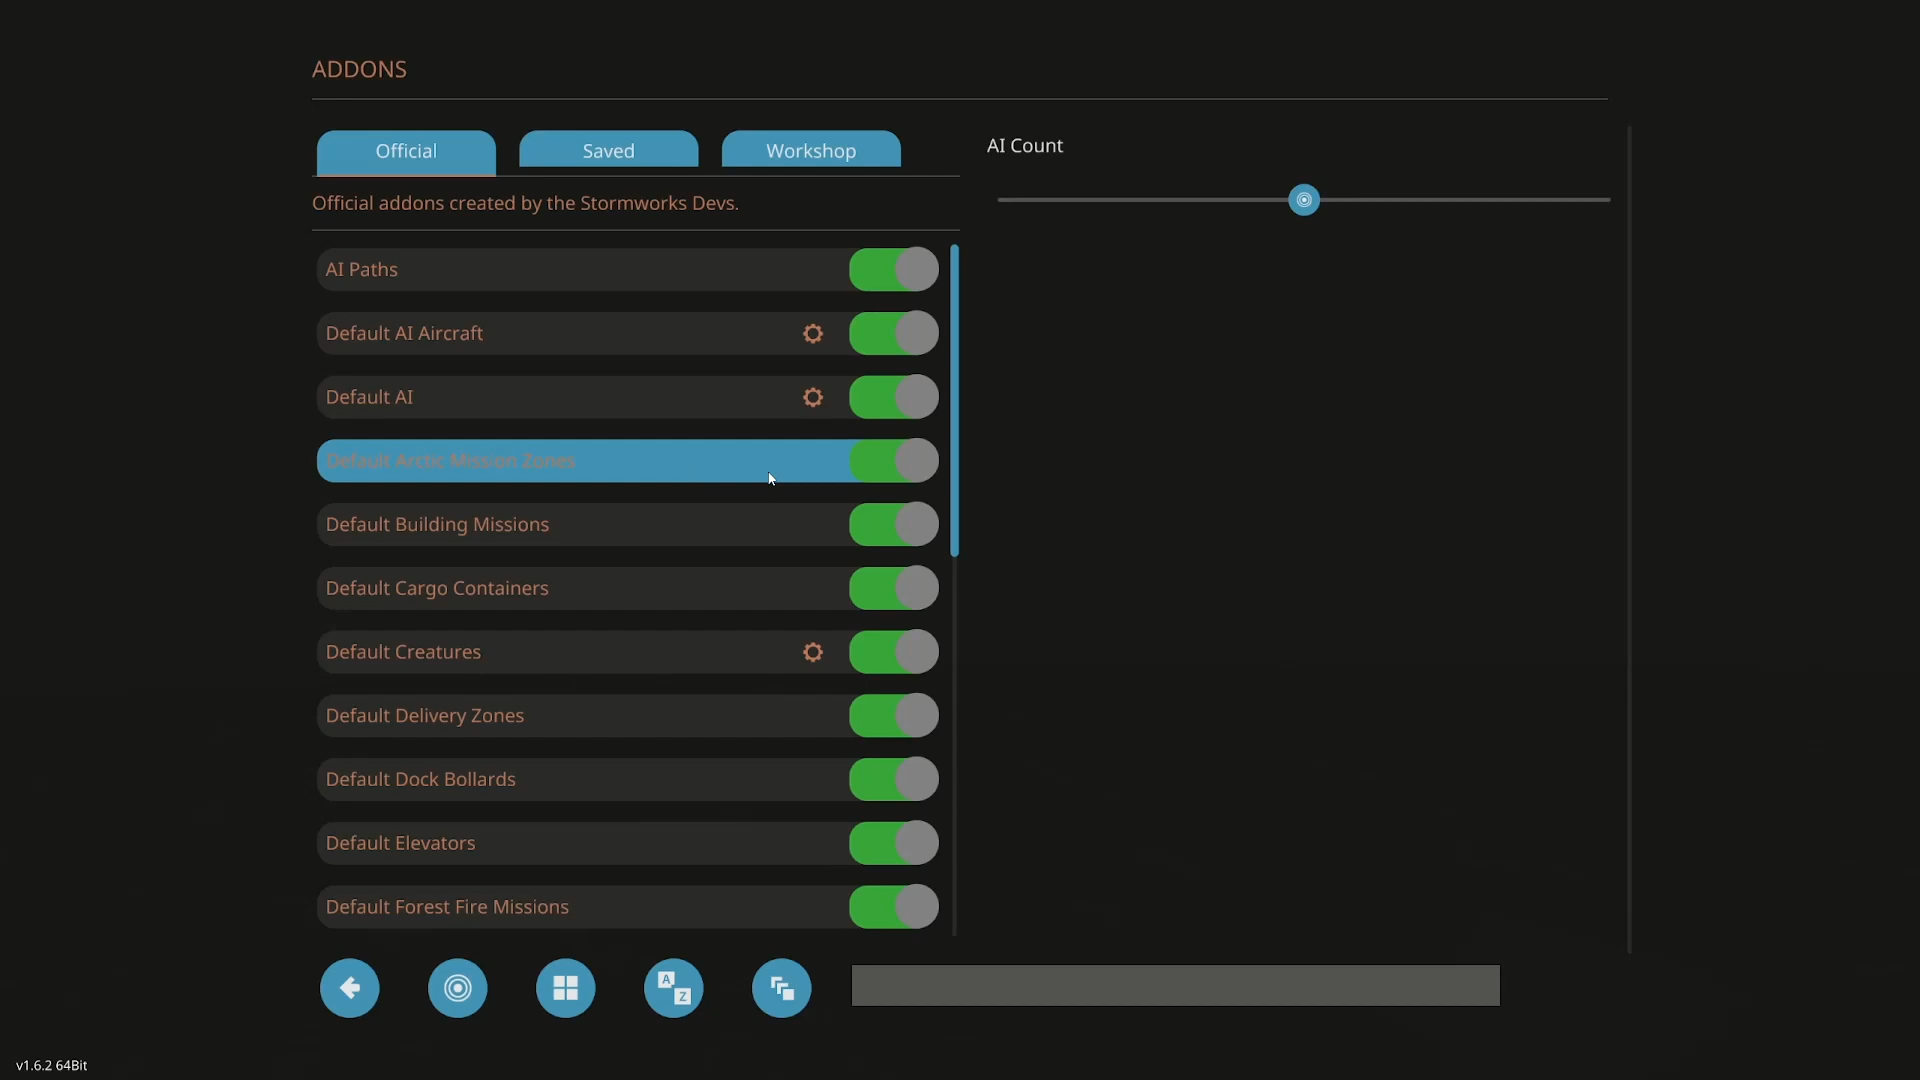 ADDONS
Official
Saved
Workshop
Official addons created by the Stormworks Devs.
AI Paths
Default AI Aircraft
Default AI
Default Arctic Mission Zones
Default Building Missions
Default Cargo Containers
Default Creatures
Default Delivery Zones
Default Dock Bollards
Default Elevators
Default Forest Fire Missions
AI Count
A
Z
v1.6.2 64Bit